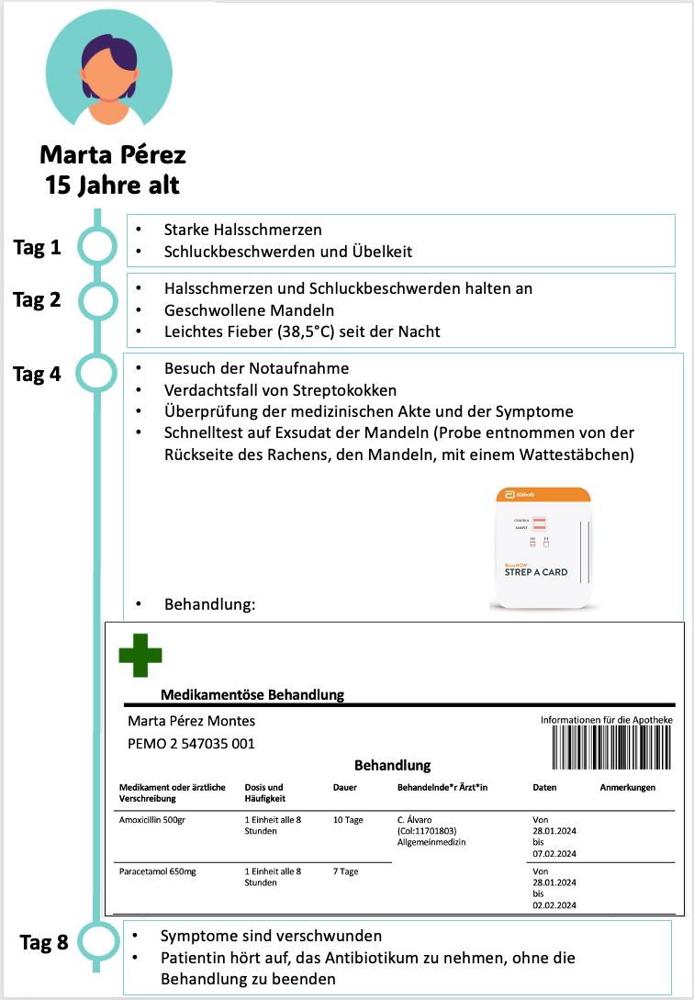 Marta Pérez
15 Jahre alt
Tag 1
• Starke Halsschmerzen
• Schluckbeschwerden und Übelkeit
Tag 2
• Halsschmerzen und Schluckbeschwerden halten an
• Geschwollene Mandeln
• Leichtes Fieber (38,5°C) seit der Nacht
Tag 4
• Besuch der Notaufnahme
• Verdachtsfall von Streptokokken
• Überprüfung der medizinischen Akte und der Symptome
• Schnelltest auf Exsudat der Mandeln (Probe entnommen von der
Rückseite des Rachens, den Mandeln, mit einem Wattestäbchen)
Abbott
CONTROL
SAMPLE
BinaxNOW
STREP A CARD
• Behandlung:
Medikamentöse Behandlung
Marta Pérez Montes
PEMO 2 547035 001
Informationen für die Apotheke
Behandlung
Medikament oder ärztliche Verschreibung Dosis und Häufigkeit Dauer Behandelnde*r Ärzt*in Daten Anmerkungen
Amoxicillin 500gr 1 Einheit alle 8 Stunden 10 Tage C. Álvaro (Col:11701803) Allgemeinmedizin Von 28.01.2024 bis 07.02.2024
Paracetamol 650mg 1 Einheit alle 8 Stunden 7 Tage Von 28.01.2024 bis 02.02.2024
Tag 8
• Symptome sind verschwunden
• Patientin hört auf, das Antibiotikum zu nehmen, ohne die
Behandlung zu beenden